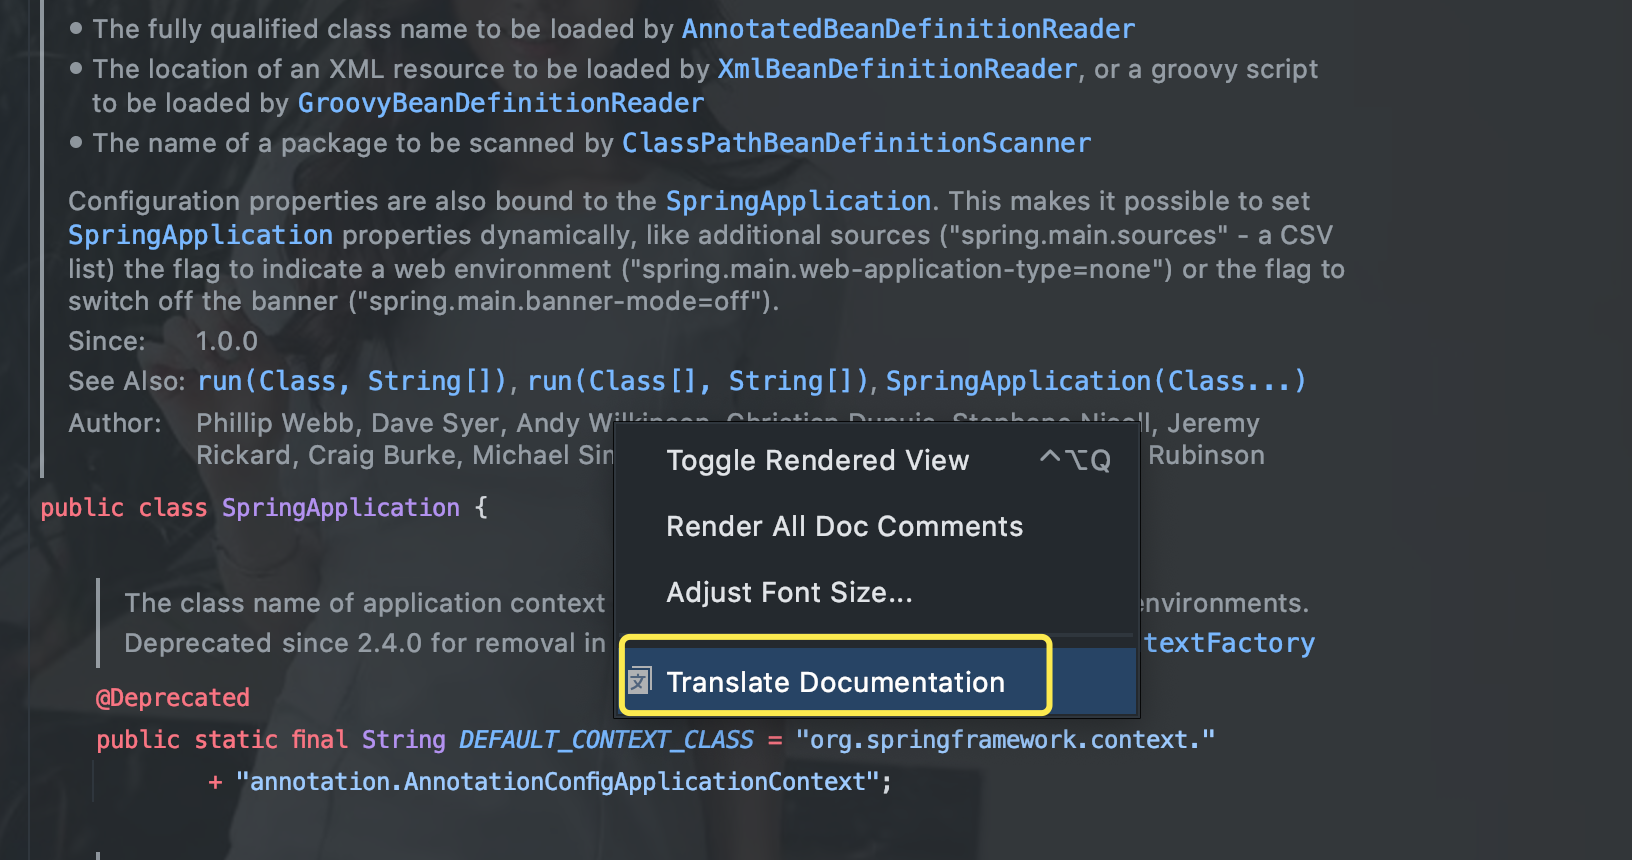 • The fully qualified class name to be loaded by AnnotatedBeanDefinitionReader
• The location of an XML resource to be loaded by XmlBeanDefinitionReader, or a groovy script
to be loaded by GroovyBeanDefinitionReader
• The name of a package to be scanned by ClassPathBeanDefinitionScanner
Configuration properties are also bound to the SpringApplication. This makes it possible to set
SpringApplication properties dynamically, like additional sources ("spring.main.sources" - a CSV
list) the flag to indicate a web environment ("spring.main.web-application-type=none") or the flag to
switch off the banner ("spring.main.banner-mode=off").
Since: 1.0.0
See Also: run(Class, String[]), run(Class[], String[]), SpringApplication(Class...)
Author: Phillip Webb, Dave Syer, Andy Wilkinson, Christian Dupuis, Stephane Nicoll, Jeremy
Rickard, Craig Burke, Michael Sim Rubinson
Toggle Rendered View ^⌥Q
public class SpringApplication {
Render All Doc Comments
Adjust Font Size...
The class name of application context nvironments.
Deprecated since 2.4.0 for removal in textFactory
文 Translate Documentation
@Deprecated
public static final String DEFAULT_CONTEXT_CLASS = "org.springframework.context."
+ "annotation.AnnotationConfigApplicationContext";